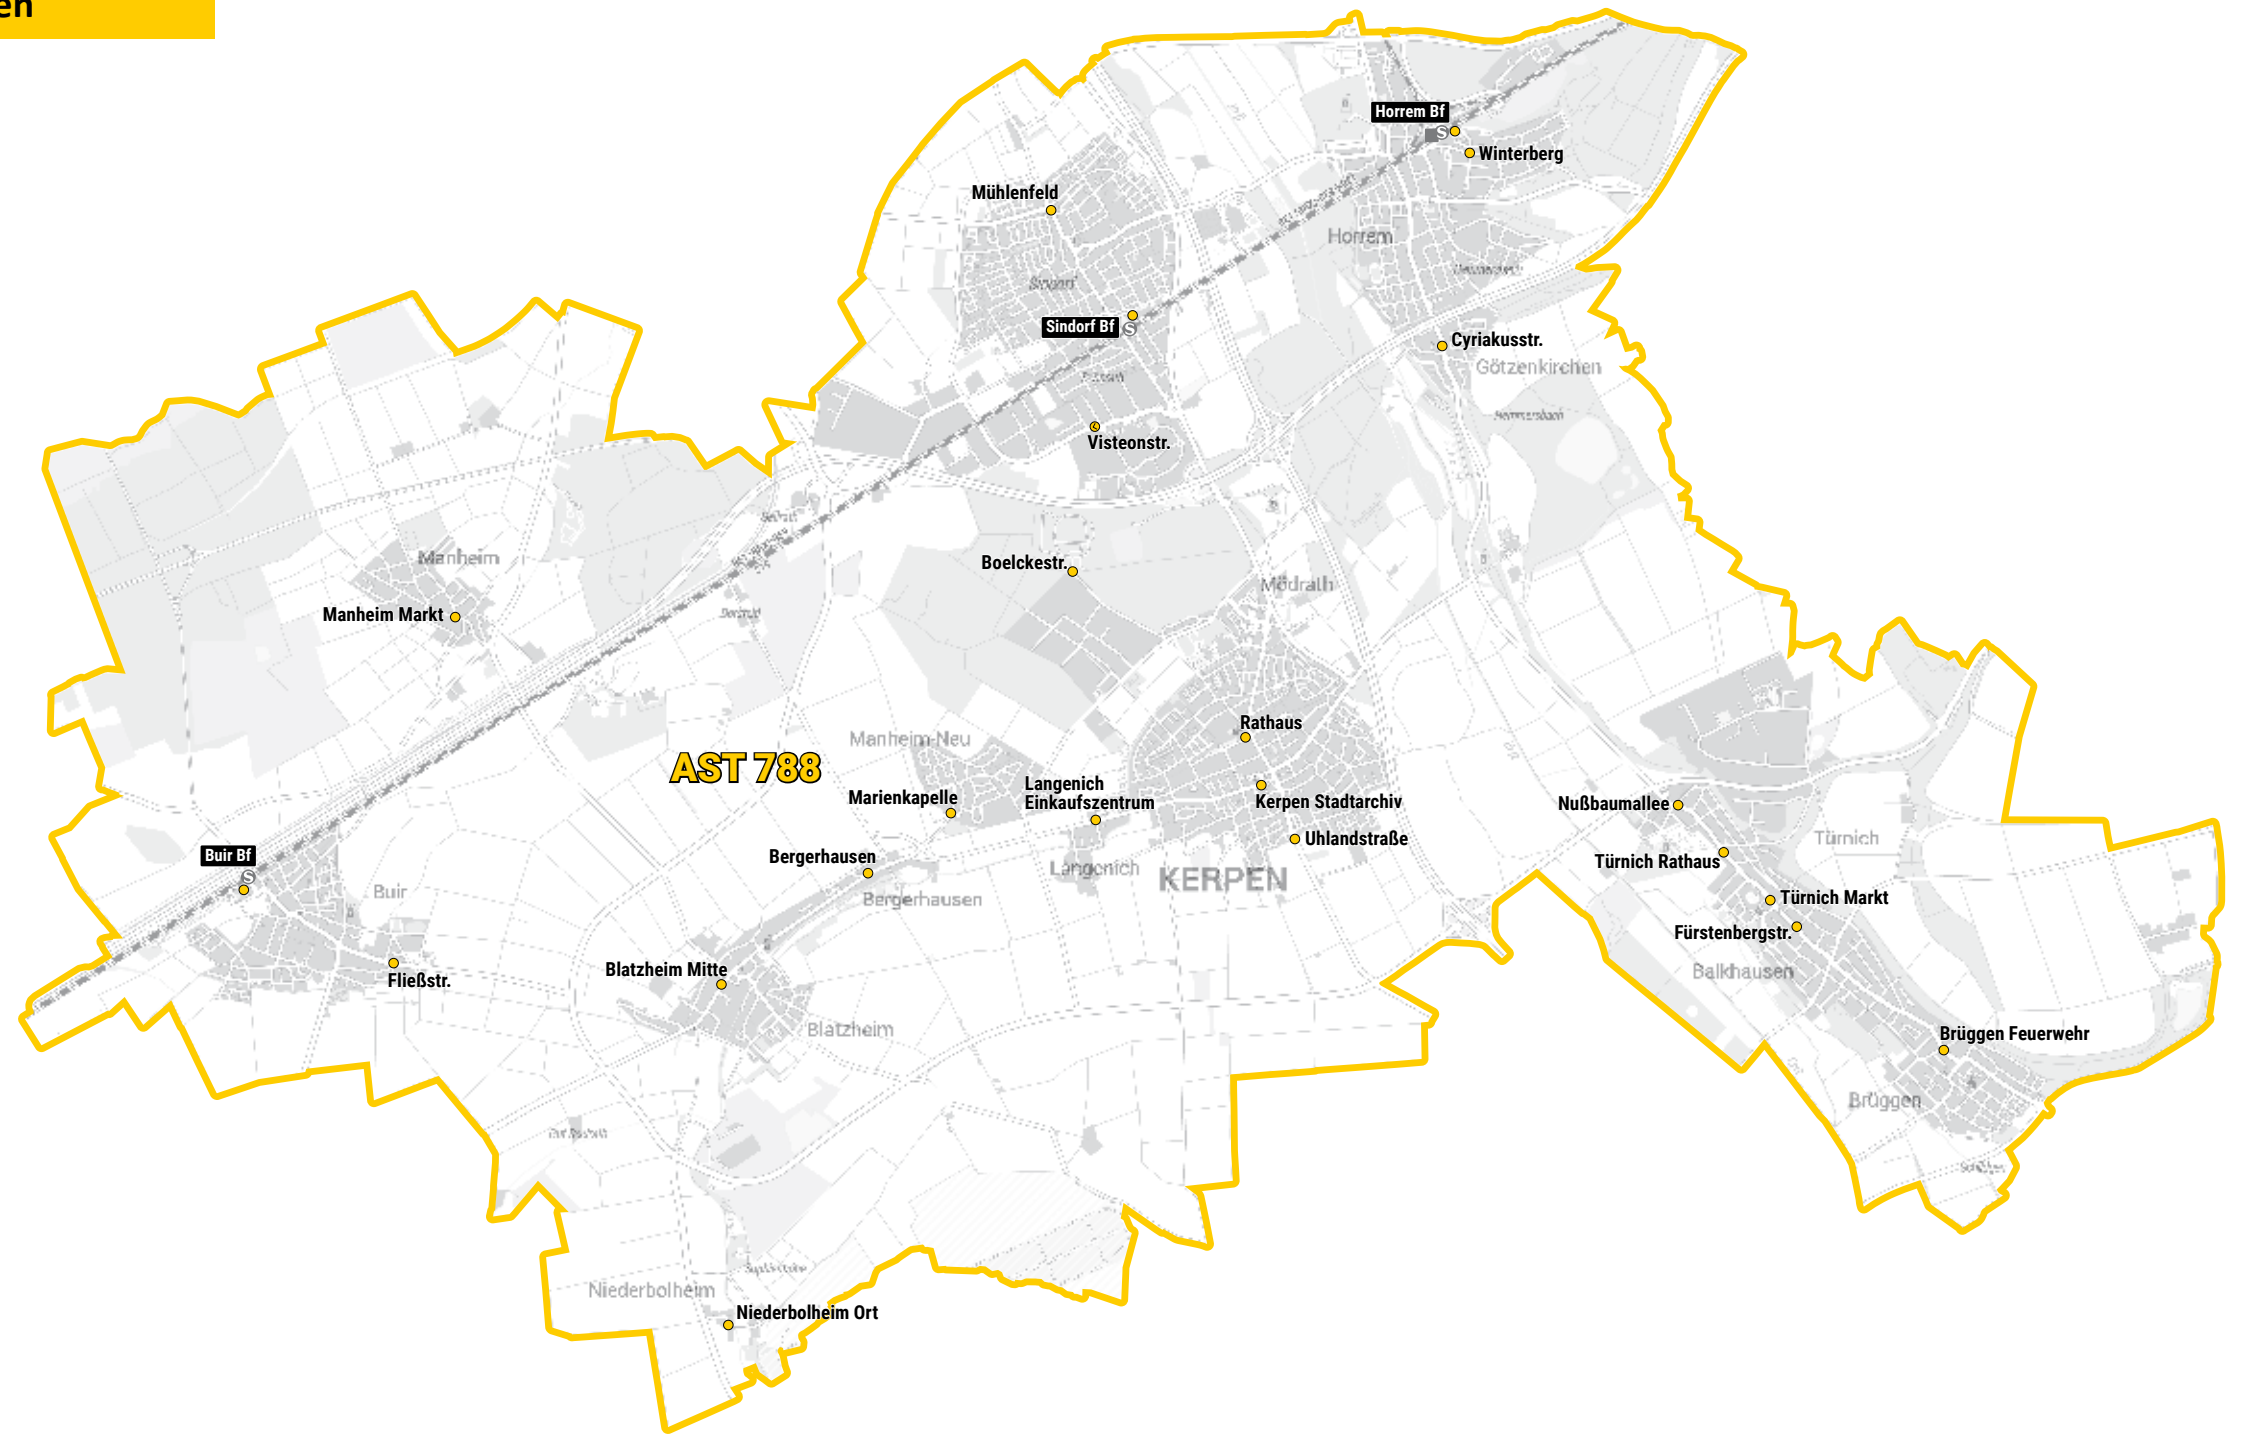 en
Horrem Bf
S
Winterberg
Mühlenfeld
Horrem
Sindorf
Sindorf Bf
S
Cyriakusstr.
Götzenkirchen
Hemmersbach
Visteonstr.
Manheim
Boelckestr.
Mödrath
Manheim Markt
Rathaus
Manheim-Neu
AST 788
Langenich
Einkaufszentrum
Marienkapelle
Kerpen Stadtarchiv
Nußbaumallee
Uhlandstraße
Türnich
Buir Bf
S
Bergerhausen
Türnich Rathaus
Langenich
KERPEN
Buir
Bergerhausen
Türnich Markt
Fürstenbergstr.
Blatzheim Mitte
Balkhausen
Fließstr.
Blatzheim
Brüggen Feuerwehr
Brüggen
Niederbolheim
Niederbolheim Ort